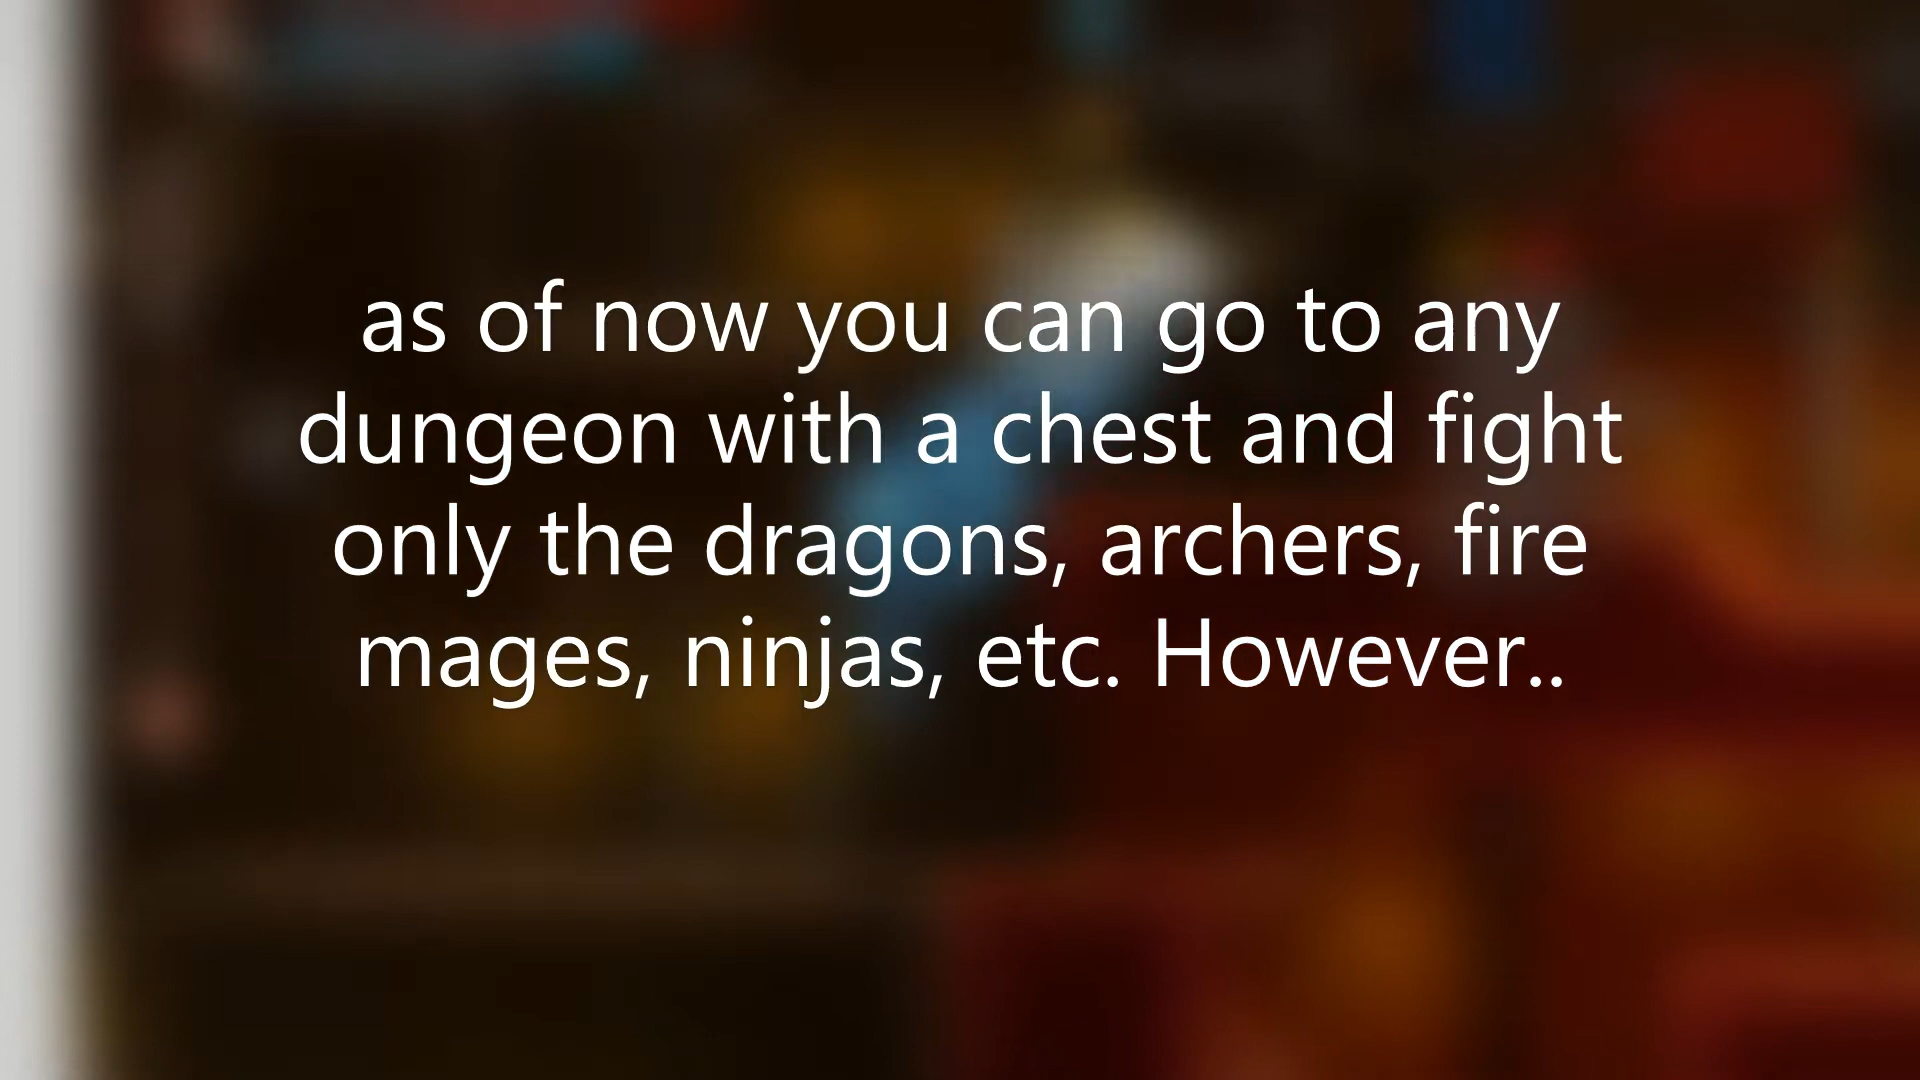 as of now you can go to any
dungeon with a chest and fight
only the dragons, archers, fire
mages, ninjas, etc. However..